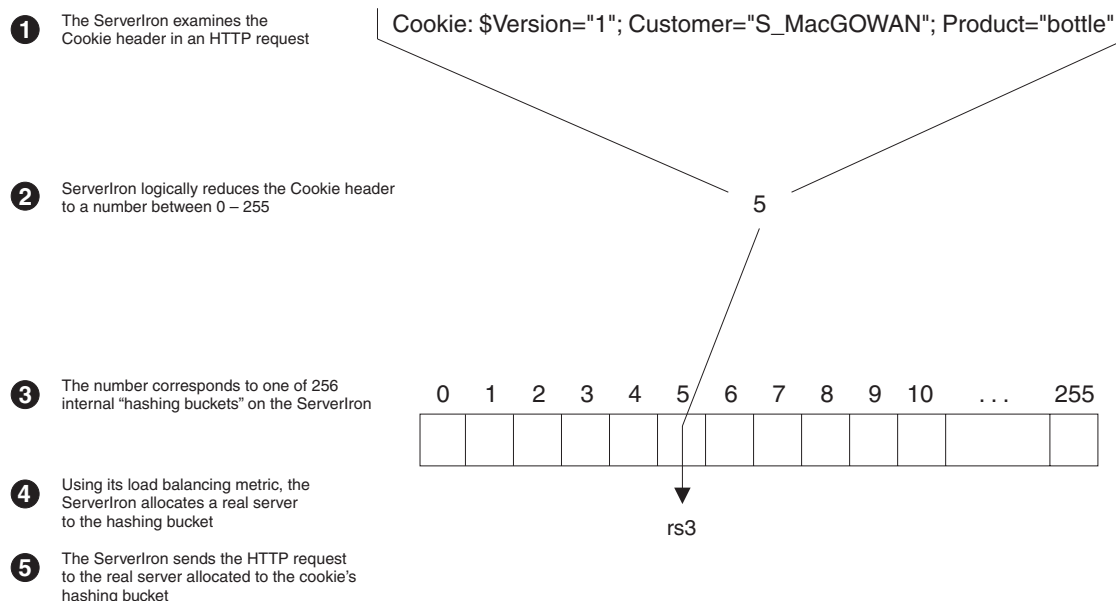 1 The ServerIron examines the
Cookie header in an HTTP request
Cookie: $Version="1"; Customer="S_MacGOWAN"; Product="bottle"
2 ServerIron logically reduces the Cookie header
to a number between 0 – 255
5
3 The number corresponds to one of 256
internal “hashing buckets” on the ServerIron
0 1 2 3 4 5 6 7 8 9 10 . . . 255
4 Using its load balancing metric, the
ServerIron allocates a real server
to the hashing bucket
rs3
5 The ServerIron sends the HTTP request
to the real server allocated to the cookie's
hashing bucket